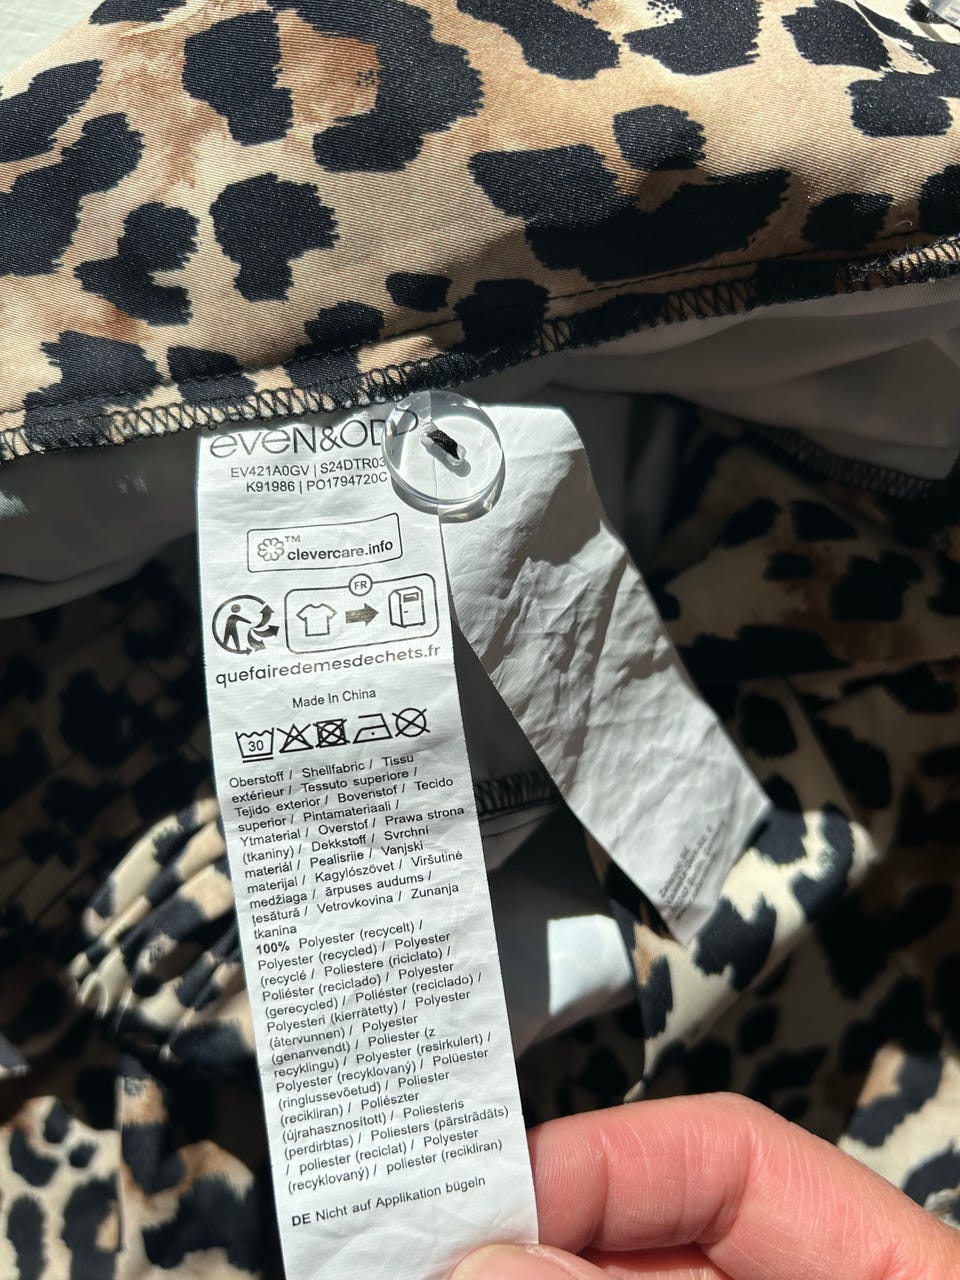 even&OD
EV421A0GV | S24DTR03
K91986 | PO1794720C
TM
clevercare.info
FR
quefairedemesdechets.fr
Made In China
30
Oberstoff / Shellfabric / Tissu
extérieur / Tessuto superiore /
Tejido exterior / Bovenstof / Tecido
superior / Pintamateriaali /
Ytmaterial / Overstof / Prawa strona
(tkaniny) / Dekkstoff / Svrchní
materiál / Pealisriie / Vanjski
materijal / Kagylószövet / Viršutinė
medžiaga / ārpuses audums /
țesătură / Vetrovkovina / Zunanja
tkanina
100% Polyester (recycelt) /
Polyester (recycled) / Polyester
(recyclé / Poliestere (riciclato) /
Poliéster (reciclado) / Polyester
(gerecycled) / Poliéster (reciclado) /
Polyesteri (kierrätetty) / Polyester
(återvunnen) / Polyester
(genanvendt) / Poliester (z
recyklingu) / Polyester (resirkulert) /
Polyester (recyklovaný) / Polüester
(ringlussevõetud) / Poliester
(recikliran) / Poliészter
(újrahasznosított) / Poliesteris
(perdirbtas) / Poliesters (pārstrādāts)
/ poliester (reciclat) / Polyester
(recyklovaný) / poliester (recikliran)
DE Nicht auf Applikation bügeln